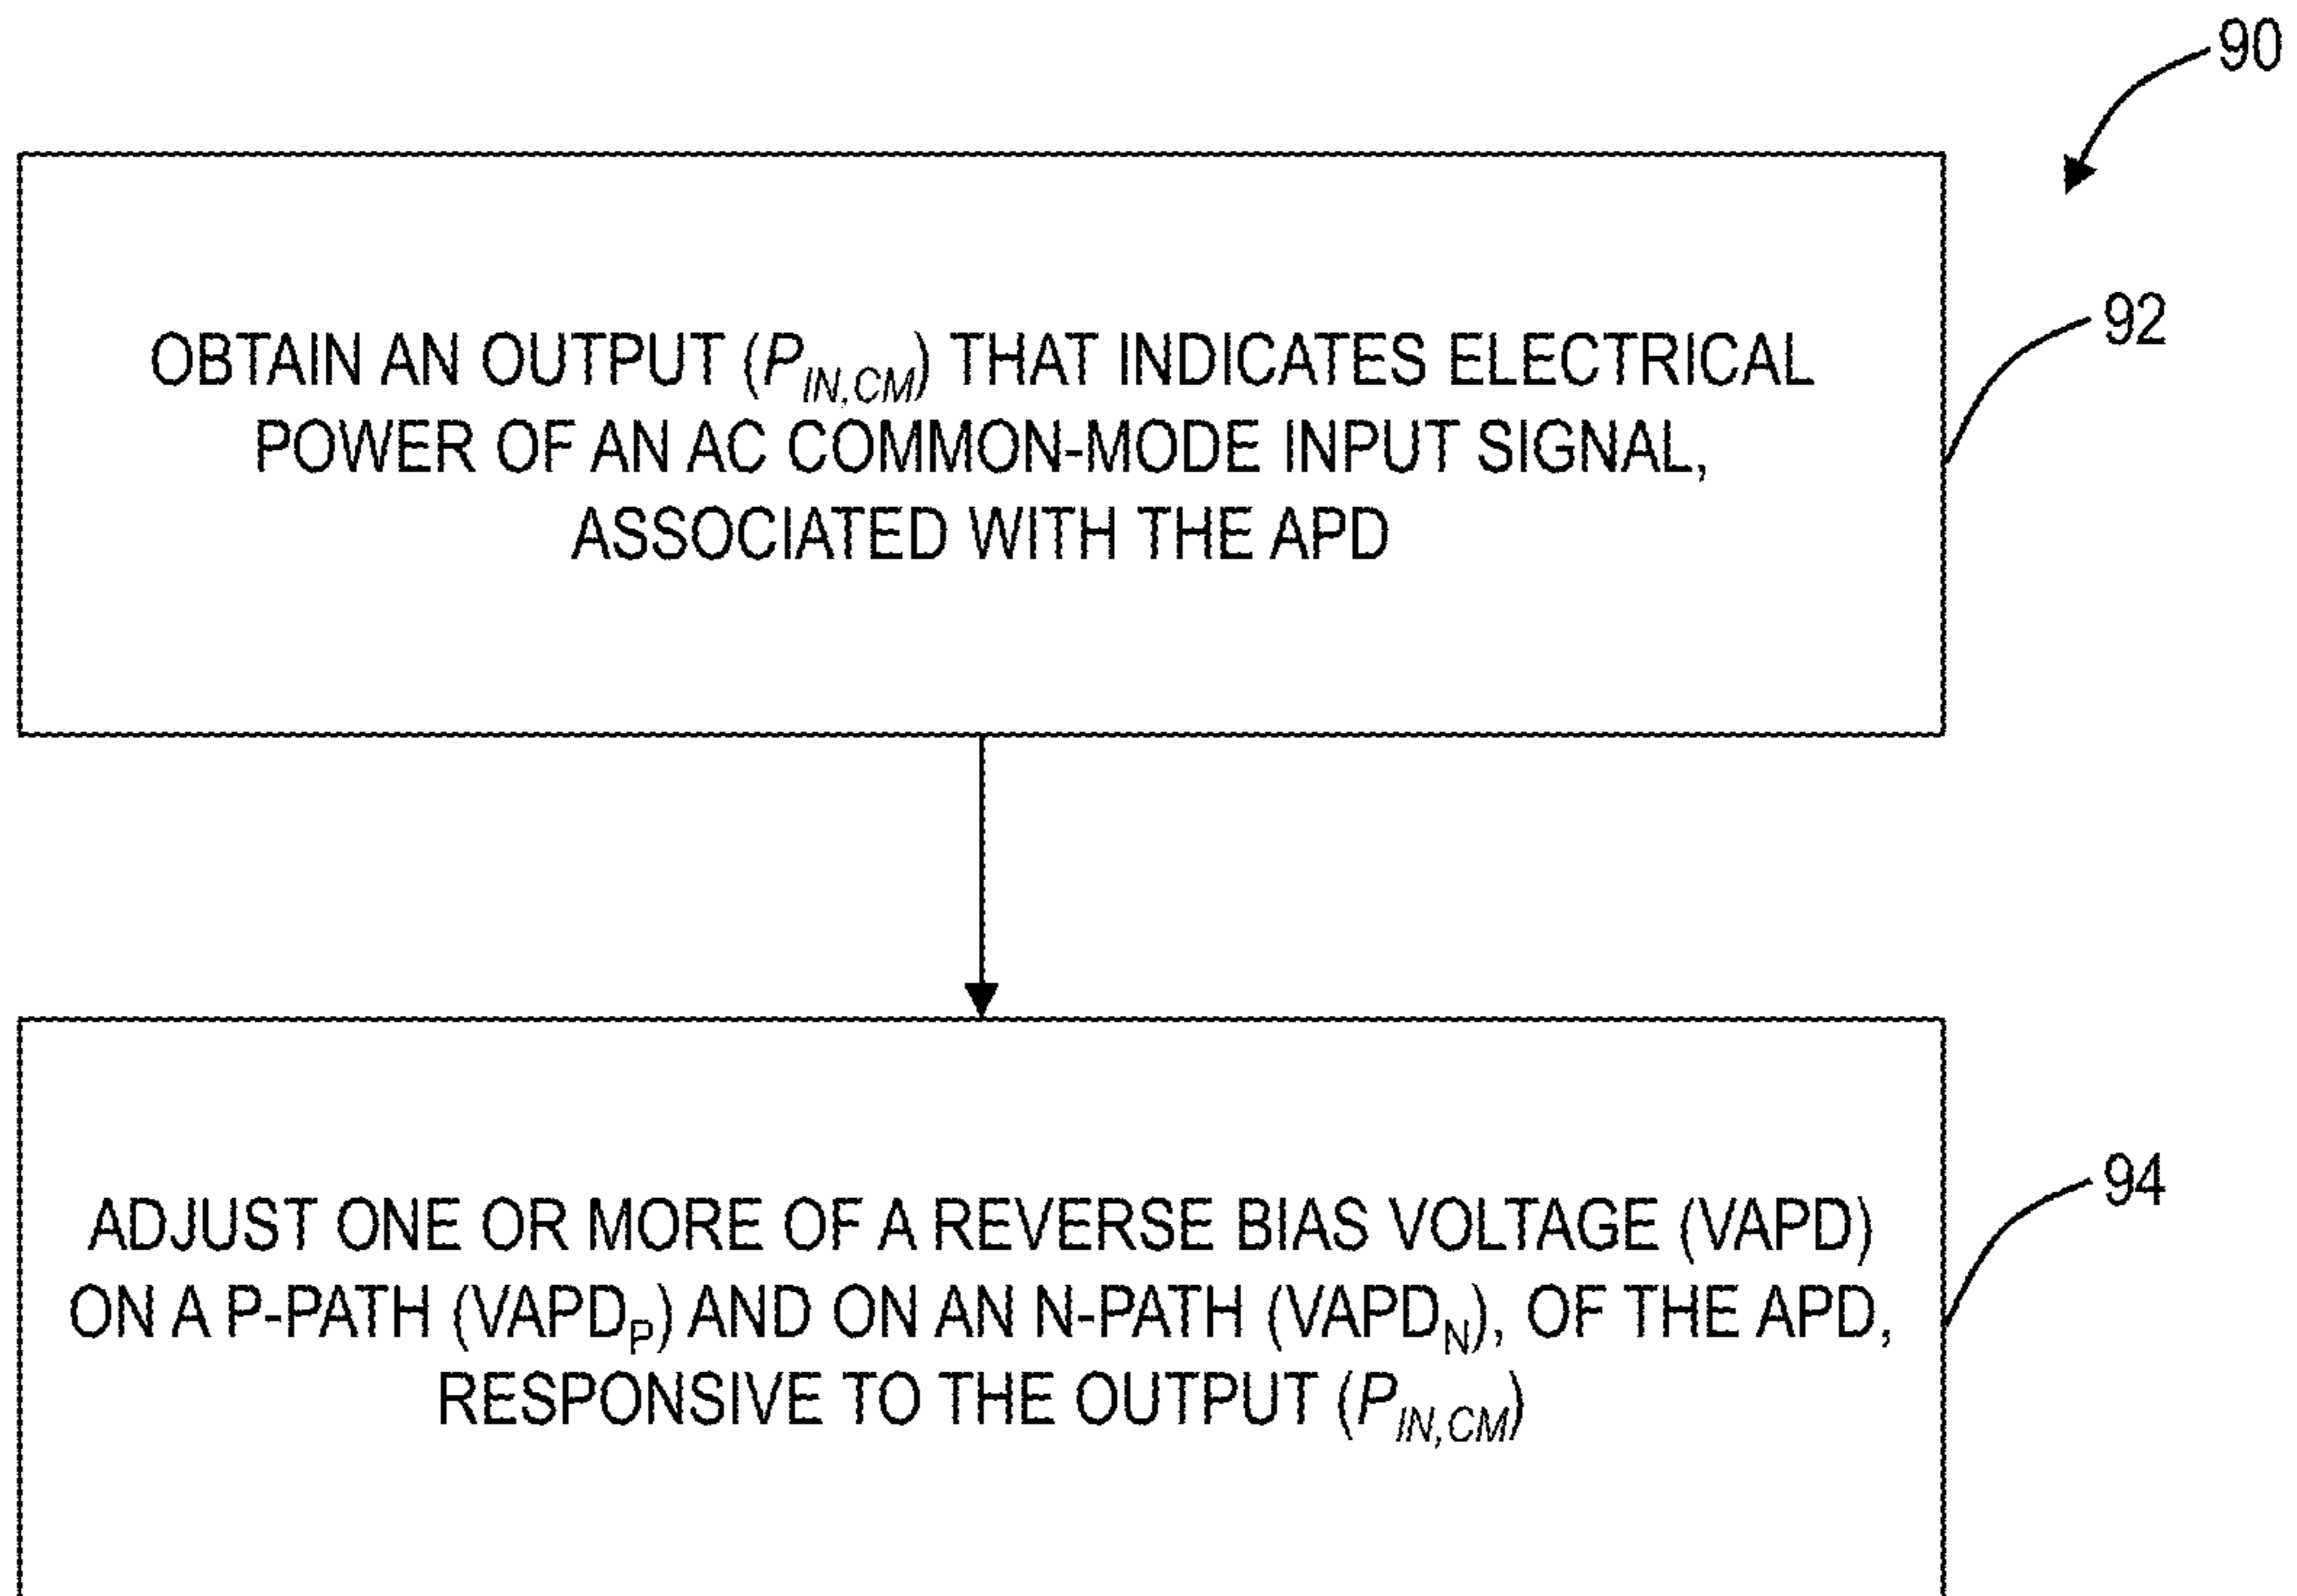 90
OBTAIN AN OUTPUT (P_IN,CM) THAT INDICATES ELECTRICAL
92
POWER OF AN AC COMMON-MODE INPUT SIGNAL,
ASSOCIATED WITH THE APD
94
ADJUST ONE OR MORE OF A REVERSE BIAS VOLTAGE (VAPD)
ON A P-PATH (VAPD_P) AND ON AN N-PATH (VAPD_N), OF THE APD,
RESPONSIVE TO THE OUTPUT (P_IN,CM)